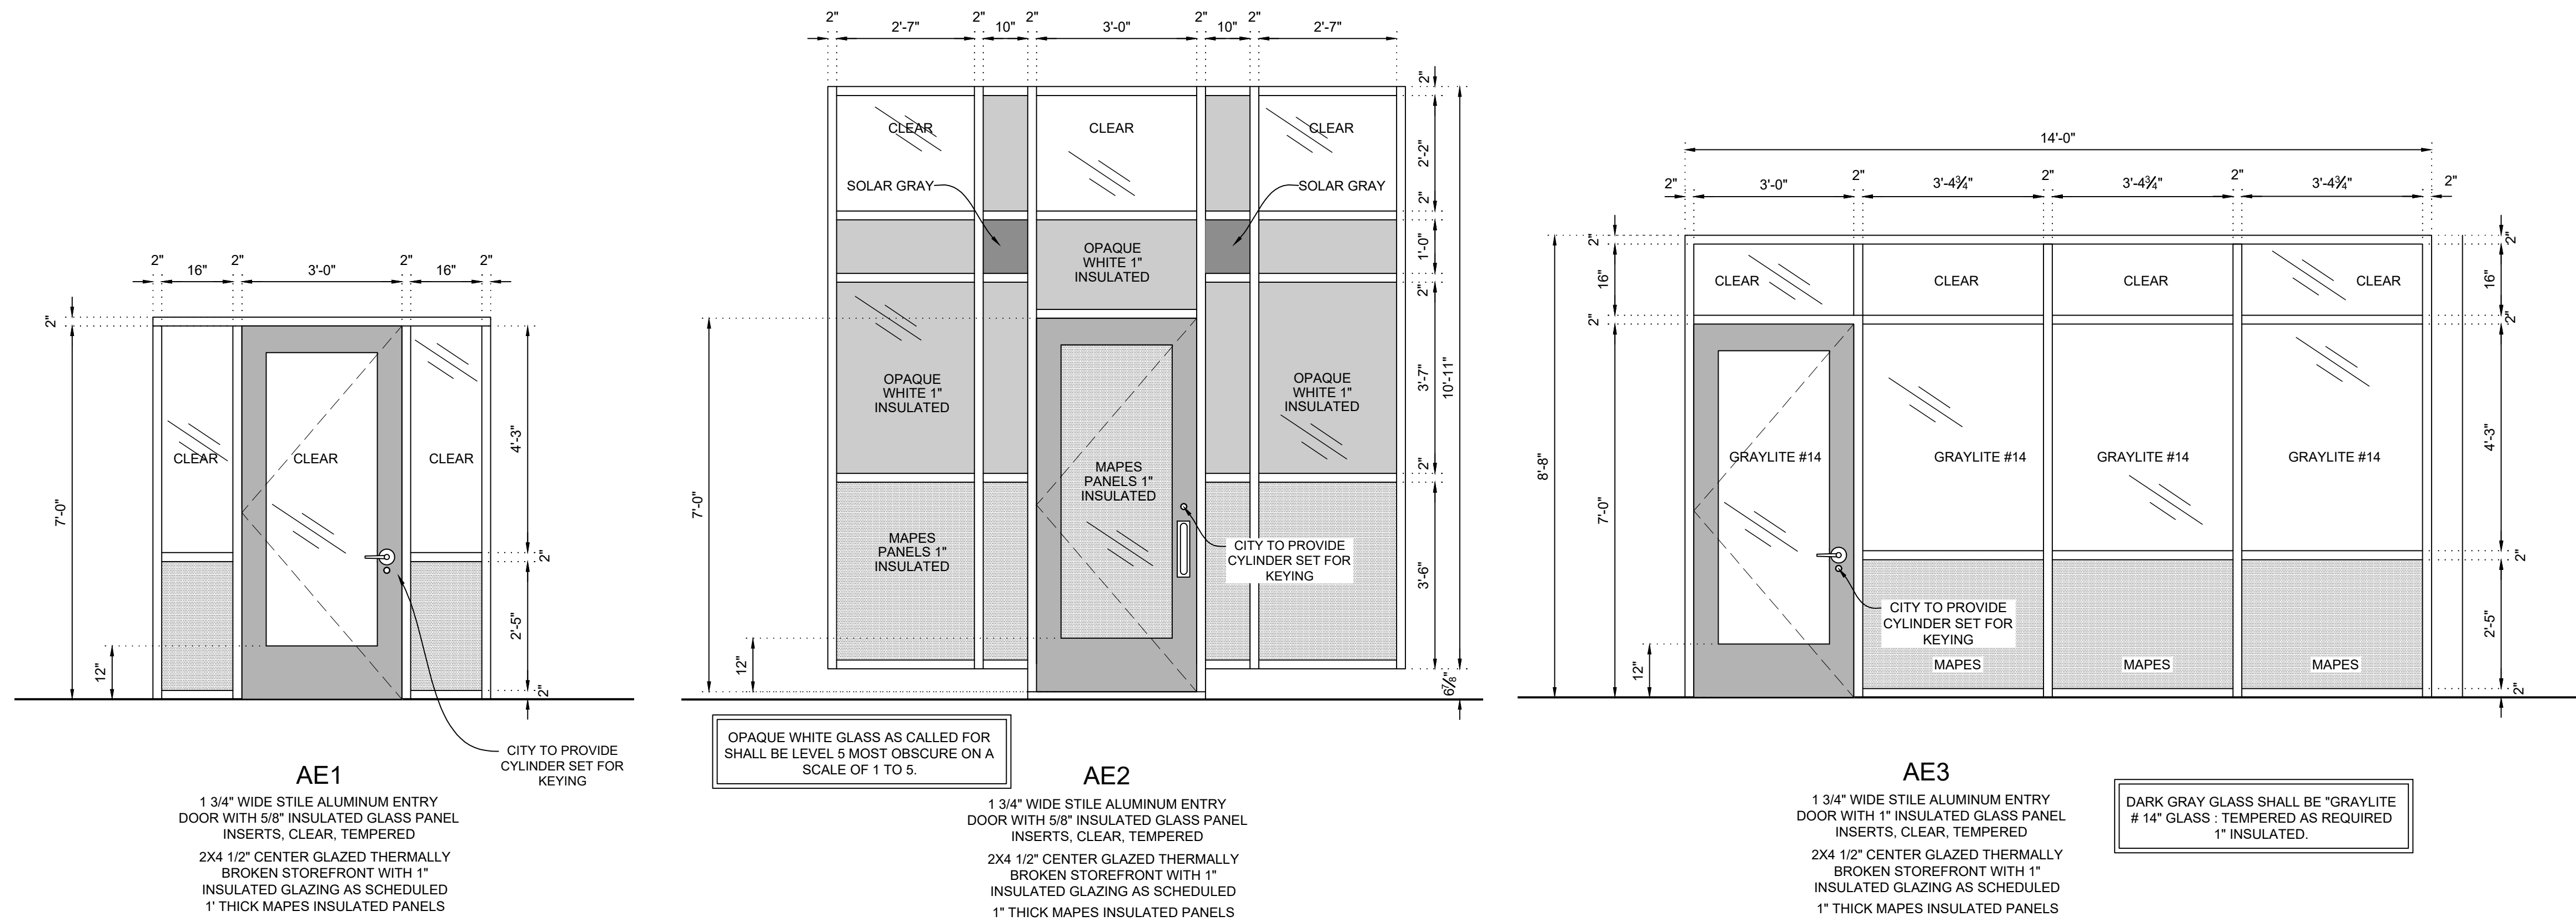 2"
2"
2"
2"
16"
3'-0"
16"
2"
7'-0"
12"
CLEAR
CLEAR
CLEAR
4'-3"
2"
2'-5"
2"
CITY TO PROVIDE
CYLINDER SET FOR
KEYING
AE1
1 3/4" WIDE STILE ALUMINUM ENTRY
DOOR WITH 5/8" INSULATED GLASS PANEL
INSERTS, CLEAR, TEMPERED
2X4 1/2" CENTER GLAZED THERMALLY
BROKEN STOREFRONT WITH 1"
INSULATED GLAZING AS SCHEDULED
1' THICK MAPES INSULATED PANELS
2"
2"
2"
2"
2"
2'-7"
10"
3'-0"
10"
2'-7"
CLEAR
CLEAR
CLEAR
SOLAR GRAY
SOLAR GRAY
OPAQUE
WHITE 1"
INSULATED
OPAQUE
WHITE 1"
INSULATED
OPAQUE
WHITE 1"
INSULATED
MAPES
PANELS 1"
INSULATED
MAPES
PANELS 1"
INSULATED
CITY TO PROVIDE
CYLINDER SET FOR
KEYING
7'-0"
12"
2"
2'-2"
2"
1'-0"
2"
3'-7"
2"
3'-6"
10'-11"
6⅞"
OPAQUE WHITE GLASS AS CALLED FOR
SHALL BE LEVEL 5 MOST OBSCURE ON A
SCALE OF 1 TO 5.
AE2
1 3/4" WIDE STILE ALUMINUM ENTRY
DOOR WITH 5/8" INSULATED GLASS PANEL
INSERTS, CLEAR, TEMPERED
2X4 1/2" CENTER GLAZED THERMALLY
BROKEN STOREFRONT WITH 1"
INSULATED GLAZING AS SCHEDULED
1" THICK MAPES INSULATED PANELS
14'-0"
2"
3'-0"
2"
3'-4¾"
2"
3'-4¾"
2"
3'-4¾"
2"
2"
16"
2"
8'-8"
7'-0"
12"
CLEAR
CLEAR
CLEAR
CLEAR
GRAYLITE #14
GRAYLITE #14
GRAYLITE #14
GRAYLITE #14
CITY TO PROVIDE
CYLINDER SET FOR
KEYING
MAPES
MAPES
MAPES
2"
16"
2"
4'-3"
2"
2'-5"
2"
AE3
1 3/4" WIDE STILE ALUMINUM ENTRY
DOOR WITH 1" INSULATED GLASS PANEL
INSERTS, CLEAR, TEMPERED
2X4 1/2" CENTER GLAZED THERMALLY
BROKEN STOREFRONT WITH 1"
INSULATED GLAZING AS SCHEDULED
1" THICK MAPES INSULATED PANELS
DARK GRAY GLASS SHALL BE "GRAYLITE
# 14" GLASS : TEMPERED AS REQUIRED
1" INSULATED.